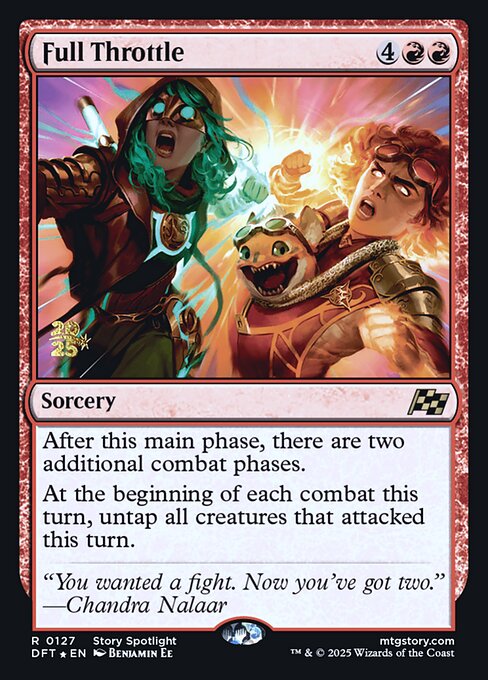 Full Throttle 4
2025
Sorcery
After this main phase, there are two
additional combat phases.
At the beginning of each combat this
turn, untap all creatures that attacked
this turn.
“You wanted a fight. Now you’ve got two.”
—Chandra Nalaar
R 0127 Story Spotlight mtgstory.com
DFT ★ EN Benjamin Ee ™ & © 2025 Wizards of the Coast